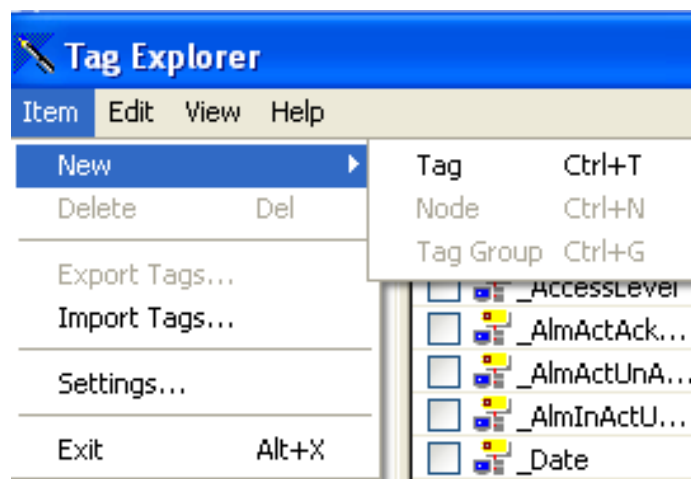 Tag Explorer
Item Edit View Help
New
Delete Del
Export Tags...
Import Tags...
Settings...
Exit Alt+X
Tag Ctrl+T
Node Ctrl+N
Tag Group Ctrl+G
_AccessLevel
_AlmActAck...
_AlmActUnA...
_AlmInActU...
_Date